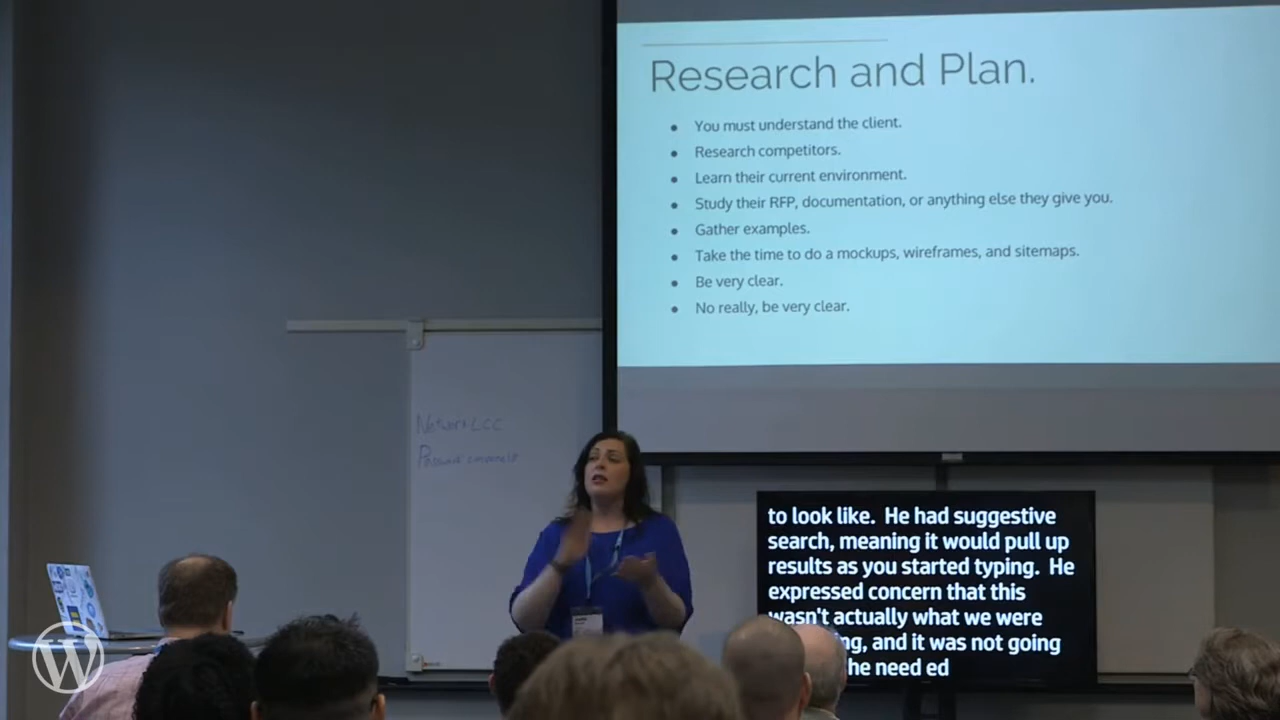 Research and Plan.
You must understand the client.
Research competitors.
Learn their current environment.
Study their RFP, documentation, or anything else they give you.
Gather examples.
Take the time to do a mockups, wireframes, and sitemaps.
Be very clear.
No really, be very clear.
Network LCC
Password
to look like. He had suggestive
search, meaning it would pull up
results as you started typing. He
expressed concern that this
wasn't actually what we were
ng, and it was not going
he need ed